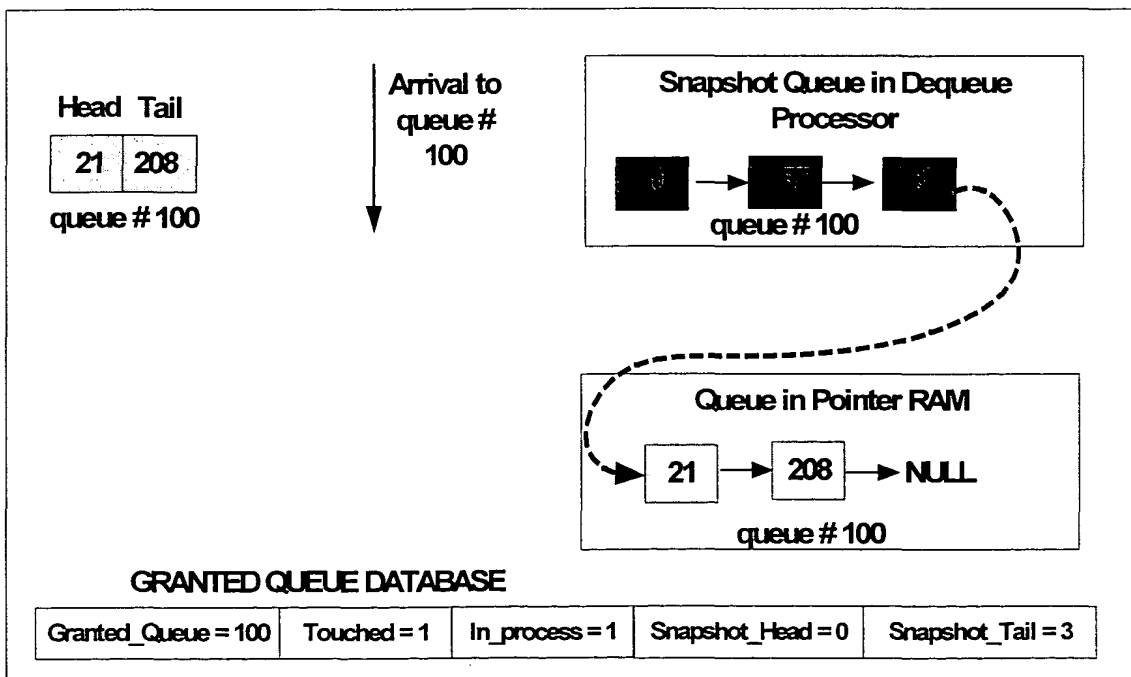 Head Tail
21 208
queue # 100
Arrival to
queue #
100
Snapshot Queue in Dequeue
Processor
queue # 100
Queue in Pointer RAM
21 208 NULL
queue # 100
GRANTED QUEUE DATABASE
Granted_Queue = 100 Touched = 1 In_process = 1 Snapshot_Head = 0 Snapshot_Tail = 3